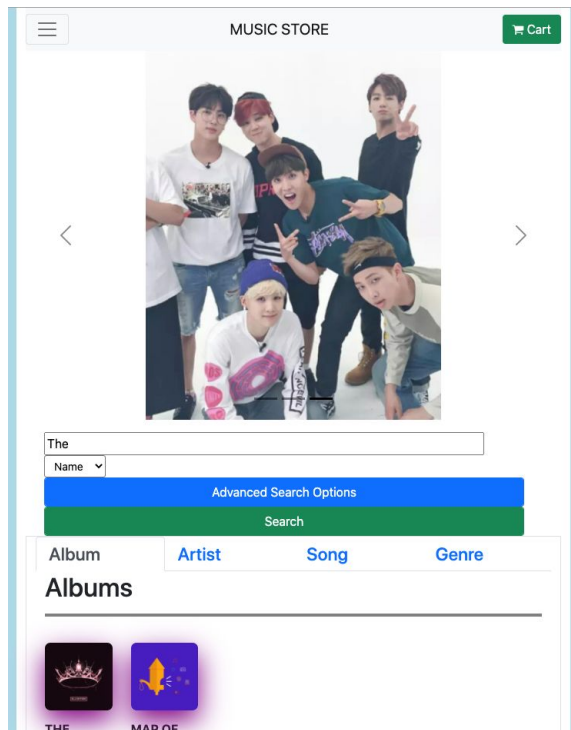 MUSIC STORE
Cart
The
Name
Advanced Search Options
Search
Album Artist Song Genre
Albums
THE MAP OF